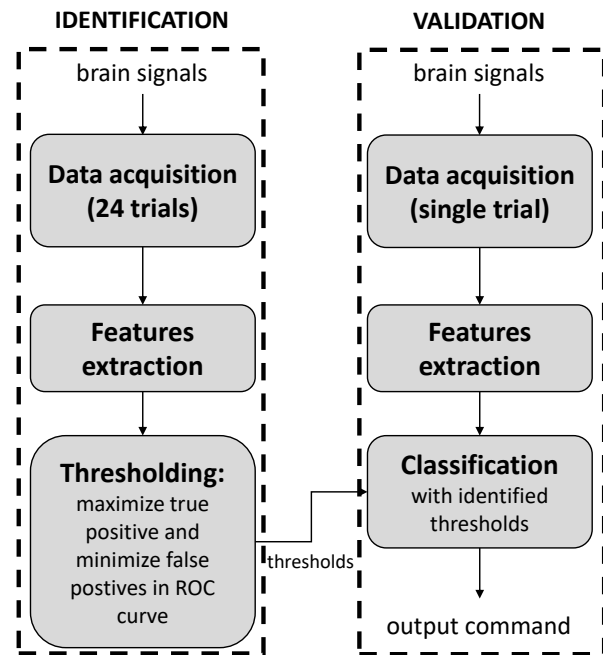 IDENTIFICATION
brain signals
Data acquisition
(24 trials)
Features
extraction
Thresholding:
maximize true
positive and
minimize false
postives in ROC
curve
thresholds
VALIDATION
brain signals
Data acquisition
(single trial)
Features
extraction
Classification
with identified
thresholds
output command